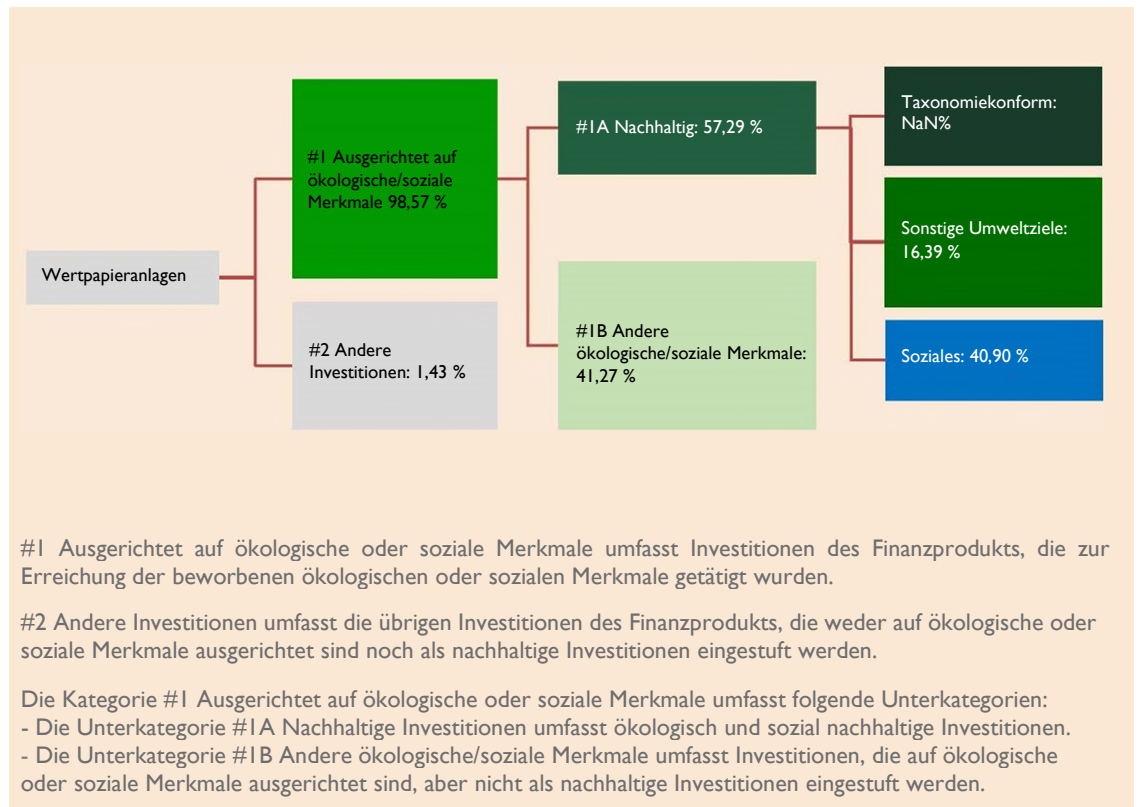 Wertpapieranlagen
#1 Ausgerichtet auf
ökologische/soziale
Merkmale 98,57 %
#2 Andere
Investitionen: 1,43 %
#1A Nachhaltig: 57,29 %
#1B Andere
ökologische/soziale Merkmale:
41,27 %
Taxonomiekonform:
NaN%
Sonstige Umweltziele:
16,39 %
Soziales: 40,90 %
#1 Ausgerichtet auf ökologische oder soziale Merkmale umfasst Investitionen des Finanzprodukts, die zur
Erreichung der beworbenen ökologischen oder sozialen Merkmale getätigt wurden.
#2 Andere Investitionen umfasst die übrigen Investitionen des Finanzprodukts, die weder auf ökologische oder
soziale Merkmale ausgerichtet sind noch als nachhaltige Investitionen eingestuft werden.
Die Kategorie #1 Ausgerichtet auf ökologische oder soziale Merkmale umfasst folgende Unterkategorien:
- Die Unterkategorie #1A Nachhaltige Investitionen umfasst ökologisch und sozial nachhaltige Investitionen.
- Die Unterkategorie #1B Andere ökologische/soziale Merkmale umfasst Investitionen, die auf ökologische
oder soziale Merkmale ausgerichtet sind, aber nicht als nachhaltige Investitionen eingestuft werden.